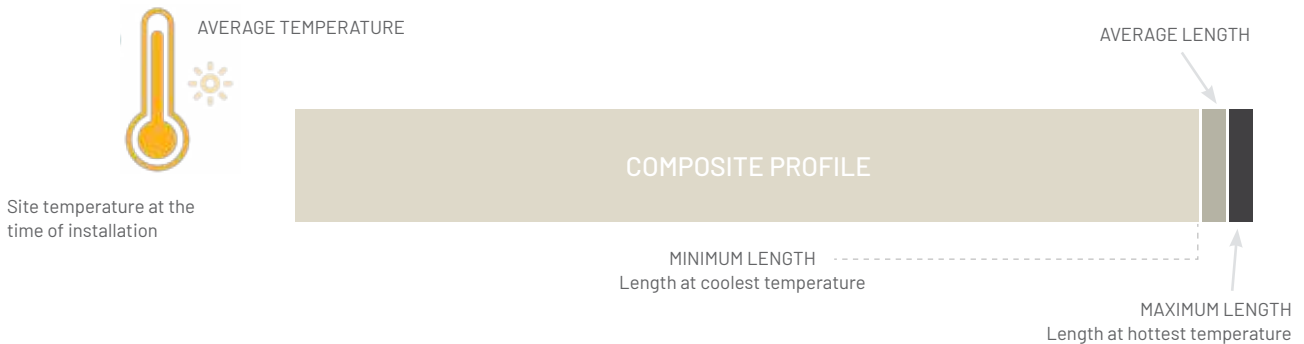 AVERAGE TEMPERATURE
AVERAGE LENGTH
COMPOSITE PROFILE
Site temperature at the
time of installation
MINIMUM LENGTH
Length at coolest temperature
MAXIMUM LENGTH
Length at hottest temperature